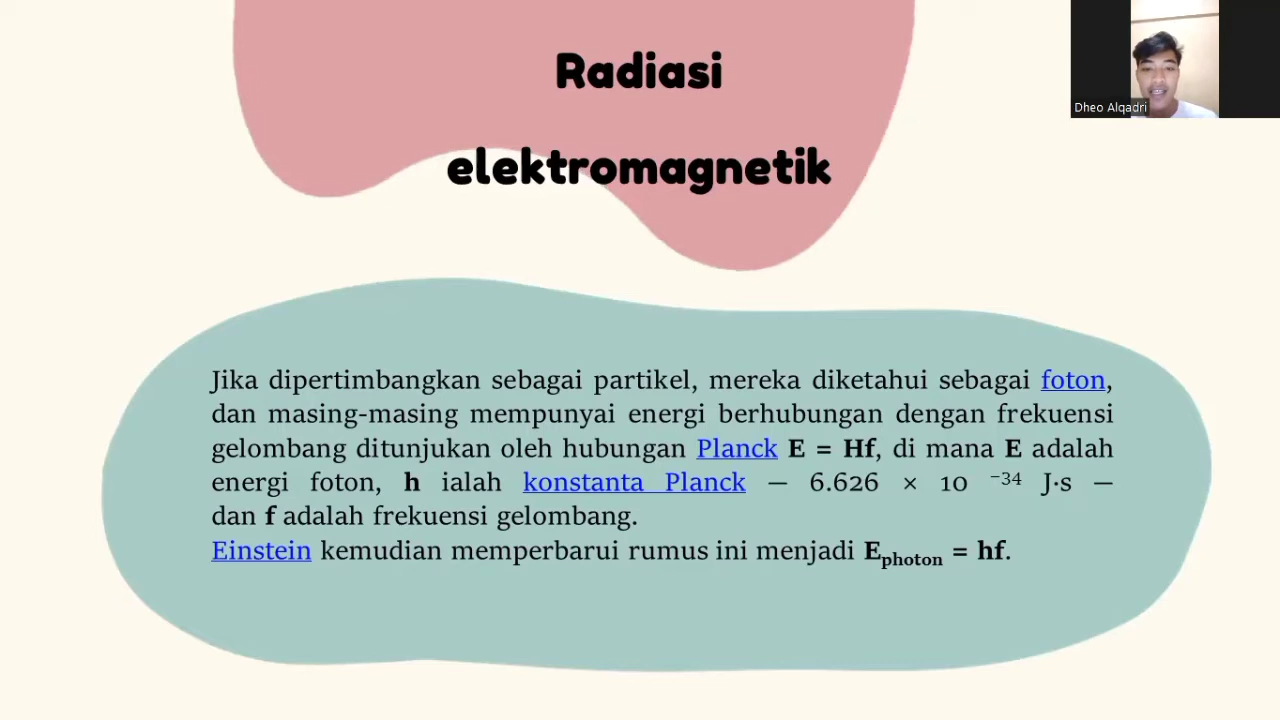 Radiasi
elektromagnetik
Dheo Alqadri
Jika dipertimbangkan sebagai partikel, mereka diketahui sebagai foton,
dan masing-masing mempunyai energi berhubungan dengan frekuensi
gelombang ditunjukan oleh hubungan Planck E = Hf, di mana E adalah
energi foton, h ialah konstanta Planck — 6.626 × 10 ⁻³⁴ J·s —
dan f adalah frekuensi gelombang.
Einstein kemudian memperbarui rumus ini menjadi Ephoton = hf.